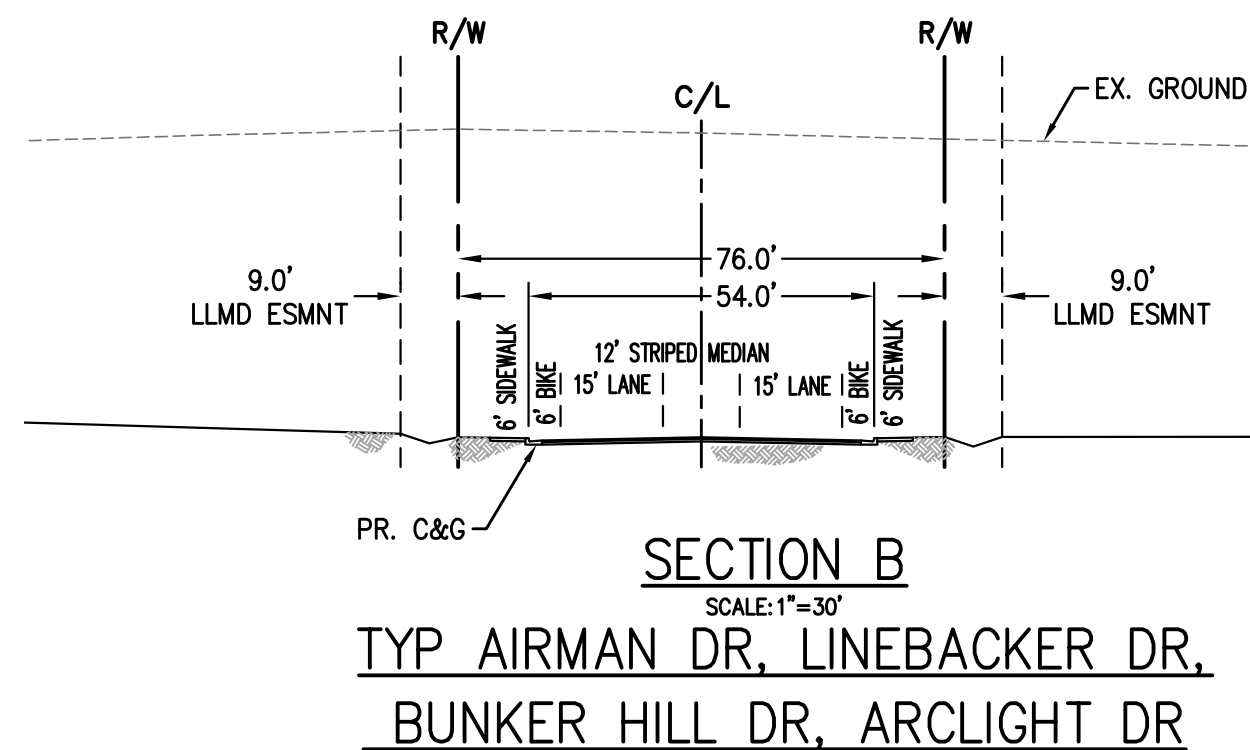 R/W
R/W
C/L
EX. GROUND
76.0'
9.0'
LLMD ESMNT
54.0'
9.0'
LLMD ESMNT
6' SIDEWALK
6' BIKE
12' STRIPED MEDIAN
15' LANE
15' LANE
6' BIKE
6' SIDEWALK
PR. C&G
SECTION B
SCALE: 1"=30'
TYP AIRMAN DR, LINEBACKER DR,
BUNKER HILL DR, ARCLIGHT DR